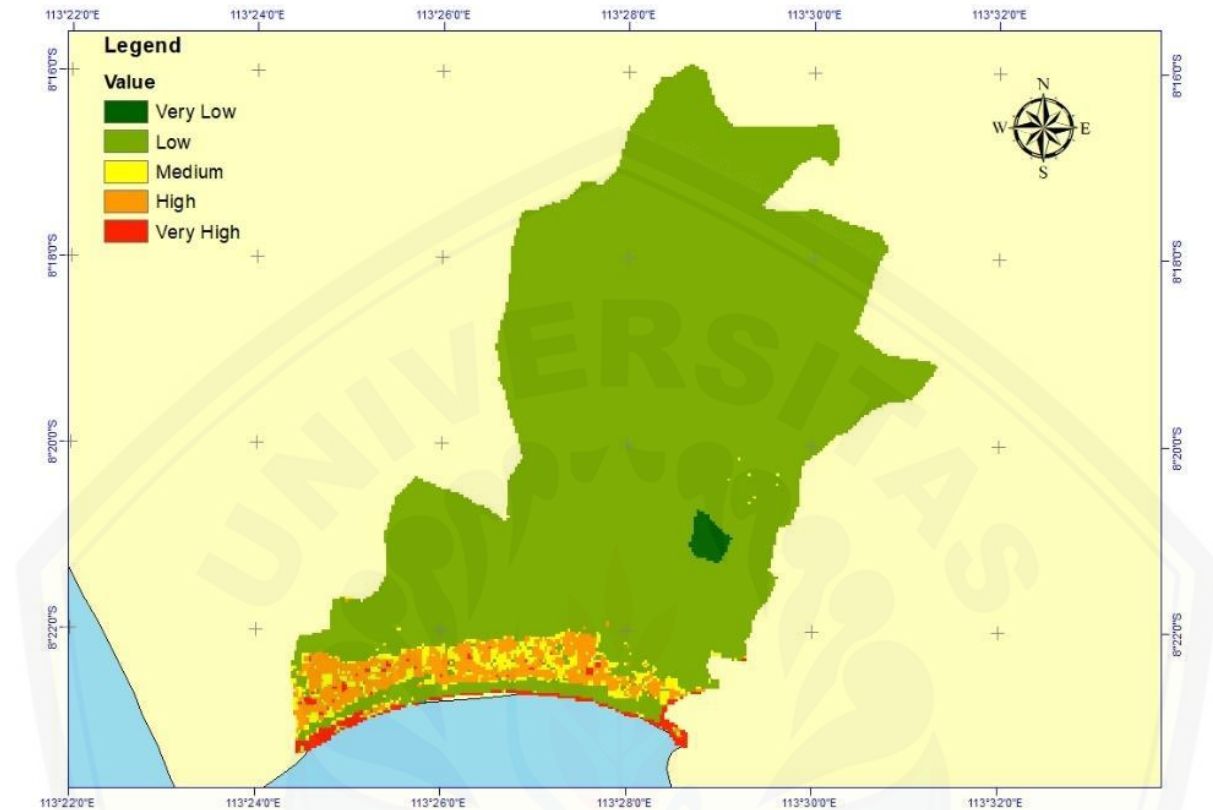 113°22'0"E 113°24'0"E 113°26'0"E 113°28'0"E 113°30'0"E 113°32'0"E
Legend
Value
Very Low
Low
Medium
High
Very High
N
W E
S
8°16'0"S 8°16'0"S
8°18'0"S 8°18'0"S
8°20'0"S 8°20'0"S
8°22'0"S 8°22'0"S
UNIVERSITAS
113°22'0"E 113°24'0"E 113°26'0"E 113°28'0"E 113°30'0"E 113°32'0"E